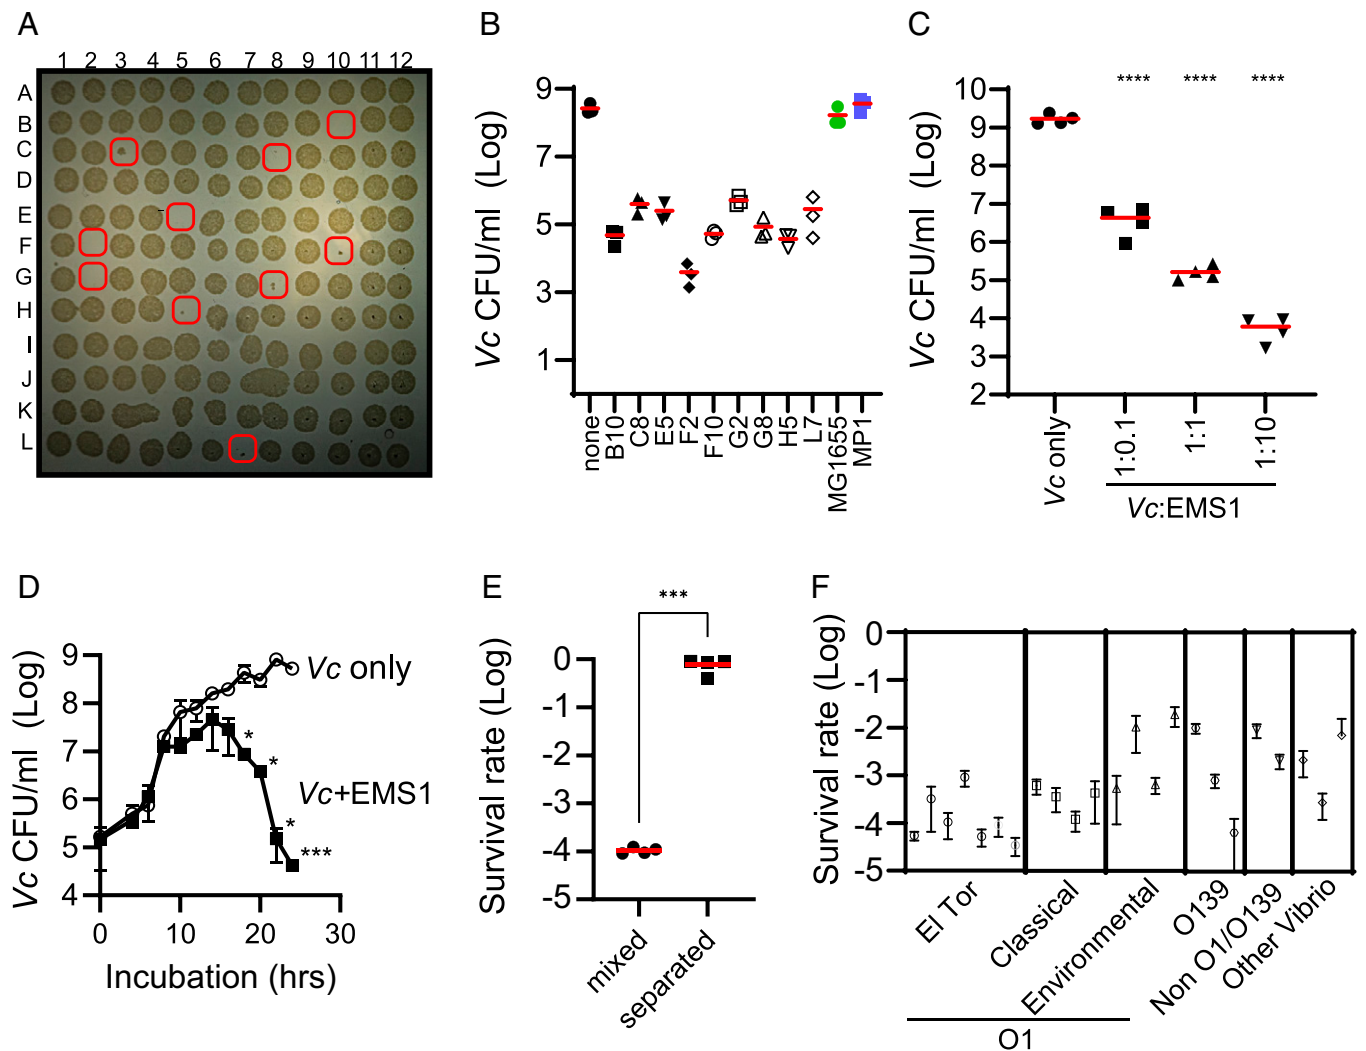 A
1 2 3 4 5 6 7 8 9 10 11 12
A
B
C
D
E
F
G
H
I
J
K
L
B
Vc CFU/ml (Log)
9
7
5
3
1
none
B10
C8
E5
F2
F10
G2
G8
H5
L7
MG1655
MP1
C
Vc CFU/ml (Log)
10
9
8
7
6
5
4
3
2
**** **** ****
Vc only
1:0.1
1:1
1:10
Vc:EMS1
D
Vc CFU/ml (Log)
9
8
7
6
5
4
Vc only
*
*
Vc+EMS1
*
***
0 10 20 30
Incubation (hrs)
E
***
Survival rate (Log)
0
-1
-2
-3
-4
-5
mixed
separated
F
Survival rate (Log)
0
-1
-2
-3
-4
-5
El Tor
Classical
Environmental
O139
Non O1/O139
Other Vibrio
O1